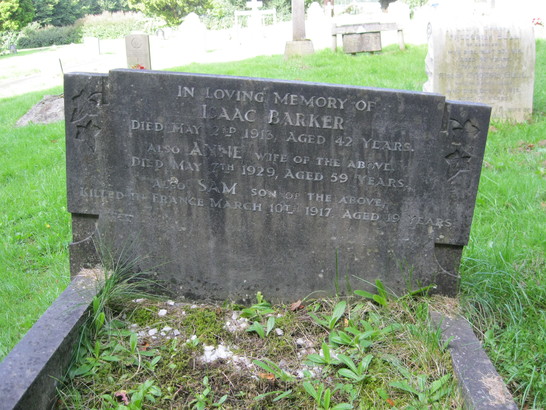 IN LOVING MEMORY OF
ISAAC BARKER
DIED MAY 2ND 1913, AGED 42 YEARS.
ALSO ANNE WIFE OF THE ABOVE
DIED MAY 7TH 1929, AGED 59 YEARS.
ALSO SAM SON OF THE ABOVE,
KILLED IN FRANCE MARCH 10TH 1917 AGED 19 YEARS.